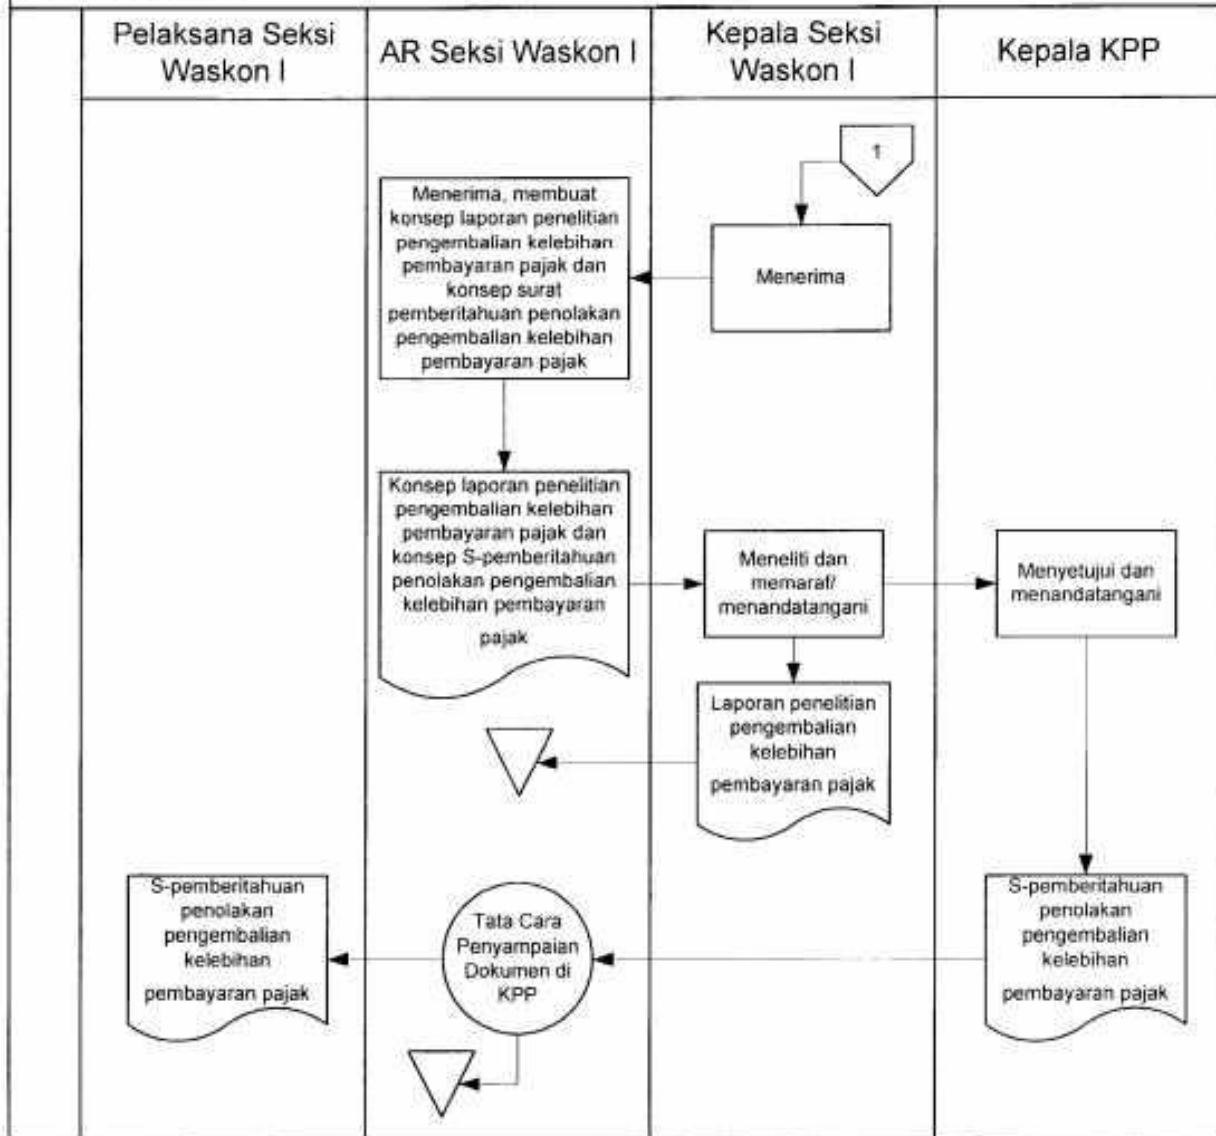 Pelaksana Seksi
Waskon I
AR Seksi Waskon I
Kepala Seksi
Waskon I
Kepala KPP
1
Menerima, membuat
konsep laporan penelitian
pengembalian kelebihan
pembayaran pajak dan
konsep surat
pemberitahuan penolakan
pengembalian kelebihan
pembayaran pajak
Menerima
Konsep laporan penelitian
pengembalian kelebihan
pembayaran pajak dan
konsep S-pemberitahuan
penolakan pengembalian
kelebihan pembayaran
pajak
Meneliti dan
memaraf/
menandatangani
Menyetujui dan
menandatangani
Laporan penelitian
pengembalian
kelebihan
pembayaran pajak
S-pemberitahuan
penolakan
pengembalian
kelebihan
pembayaran pajak
Tata Cara
Penyampaian
Dokumen di
KPP
S-pemberitahuan
penolakan
pengembalian
kelebihan
pembayaran pajak